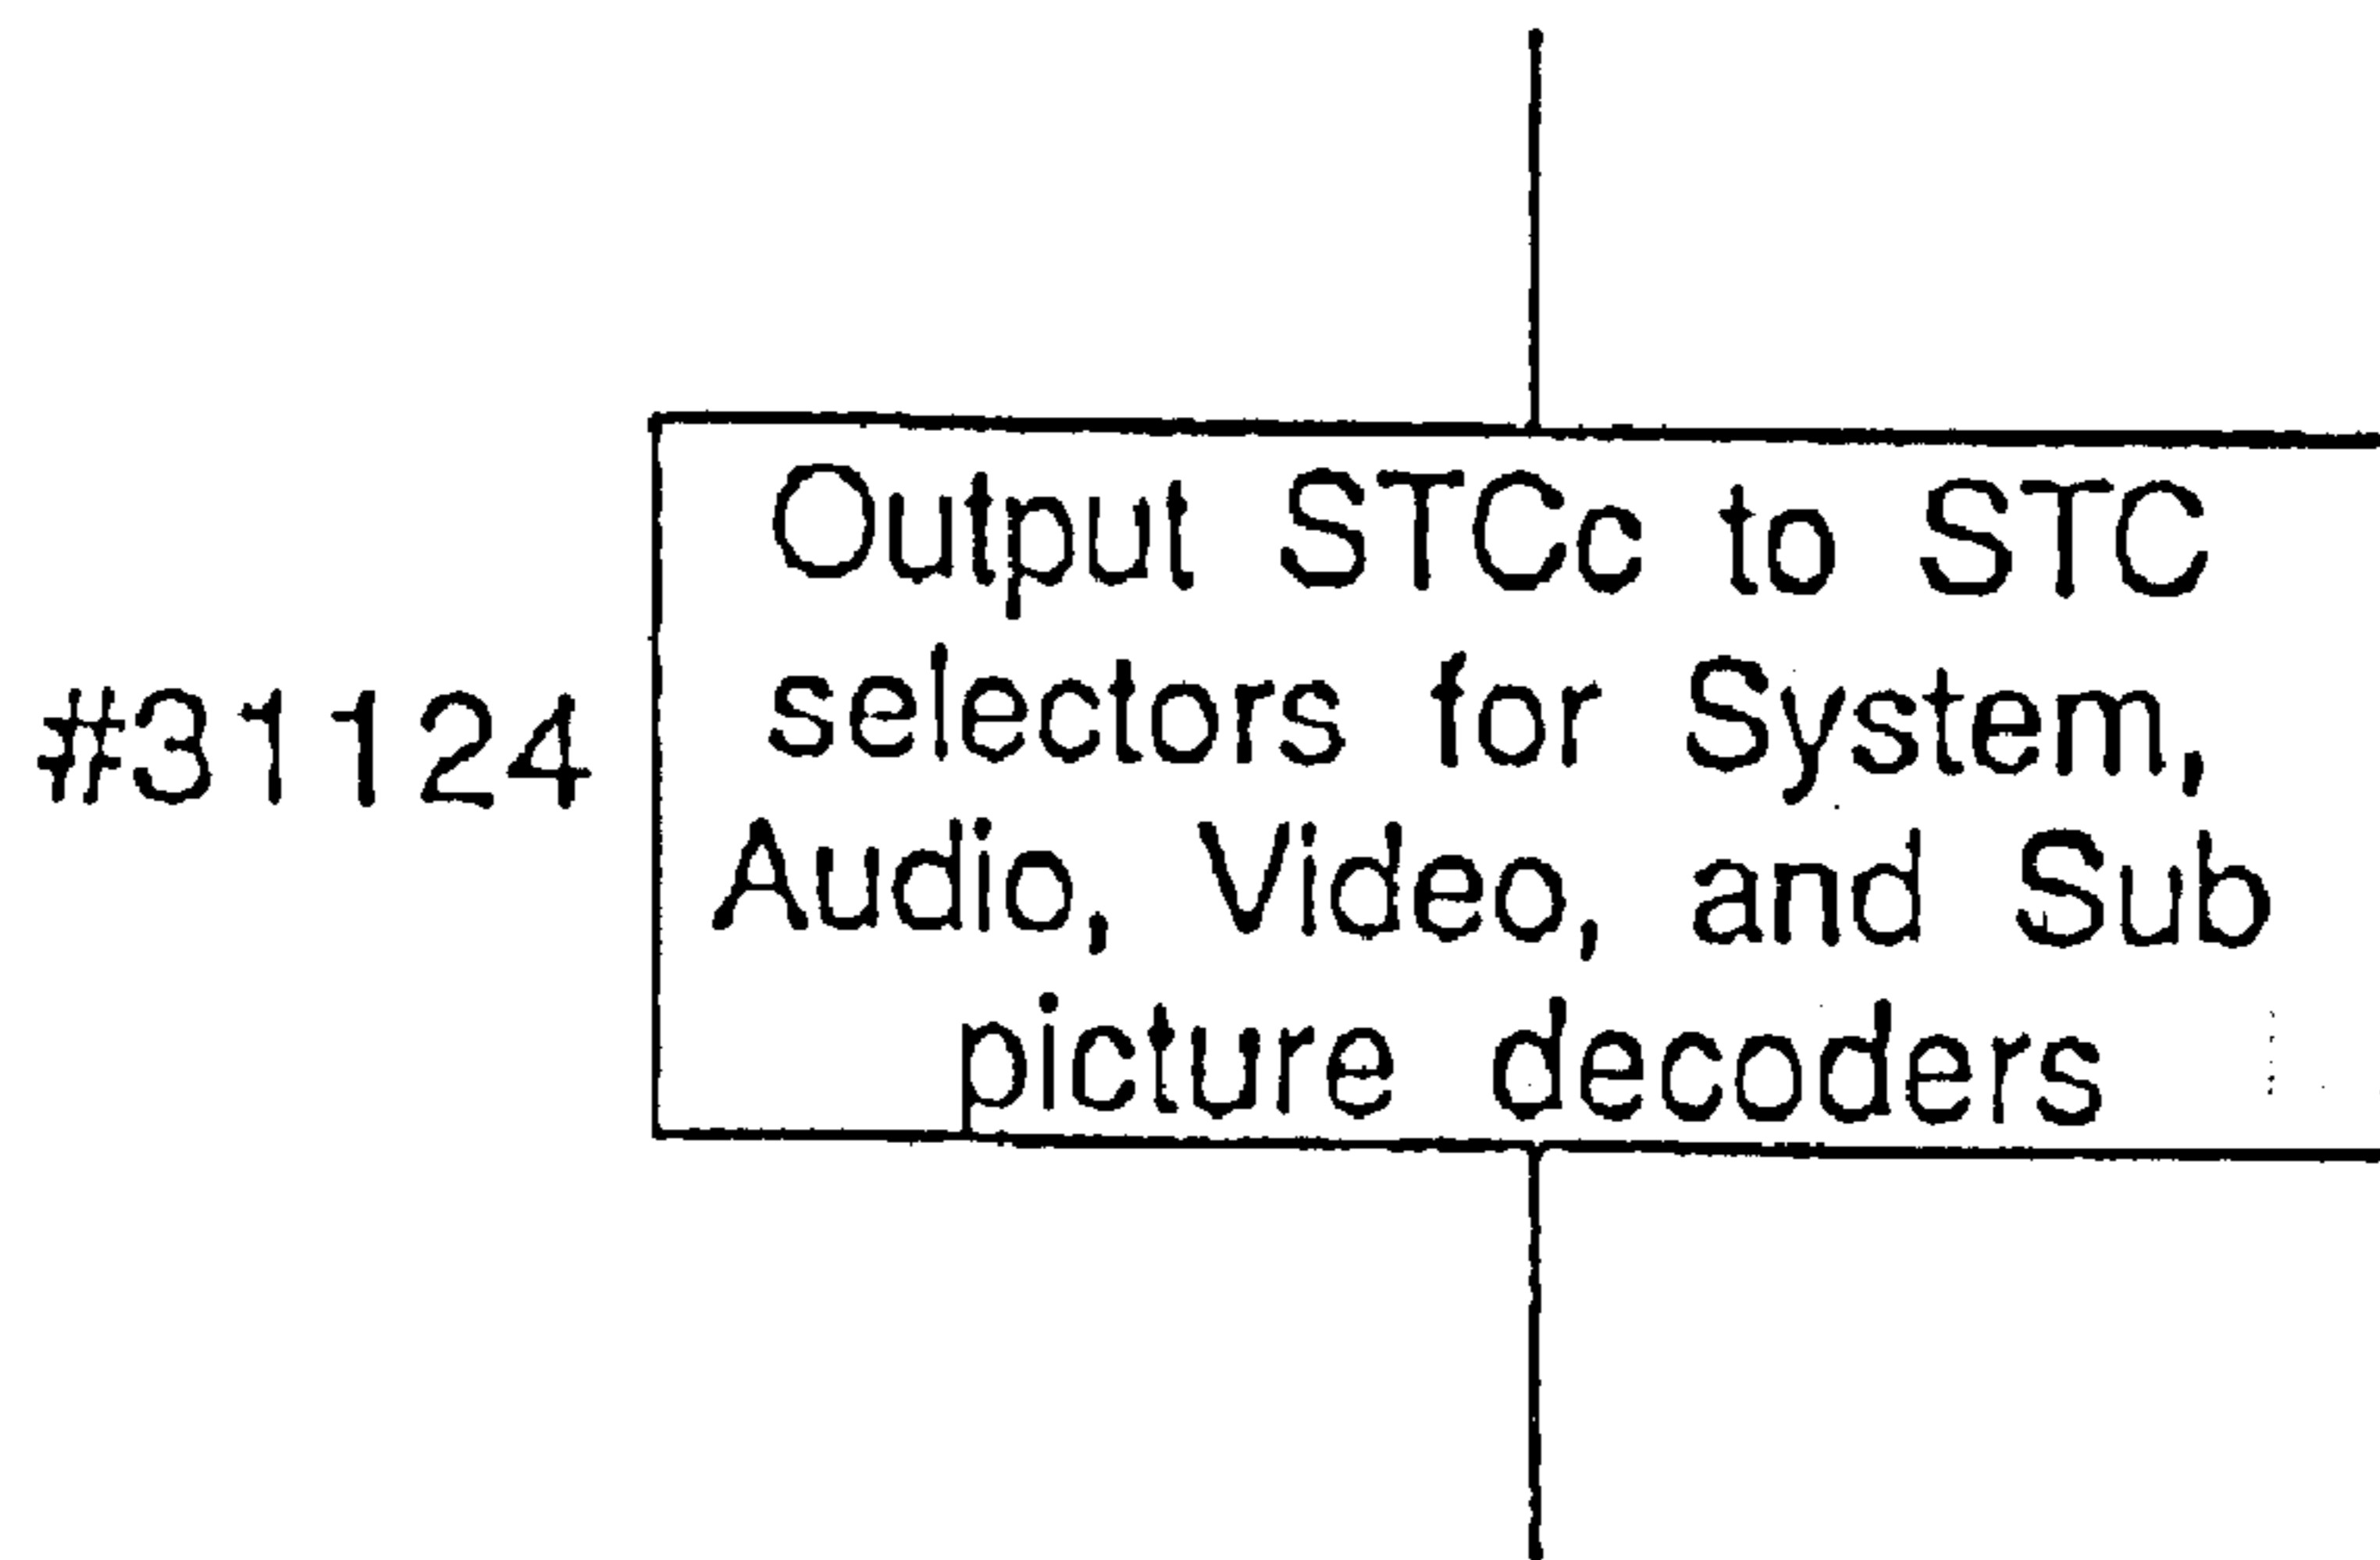 Output STCc to STC
selectors for System,
#31124
Audio, Video, and Sub
picture decoders